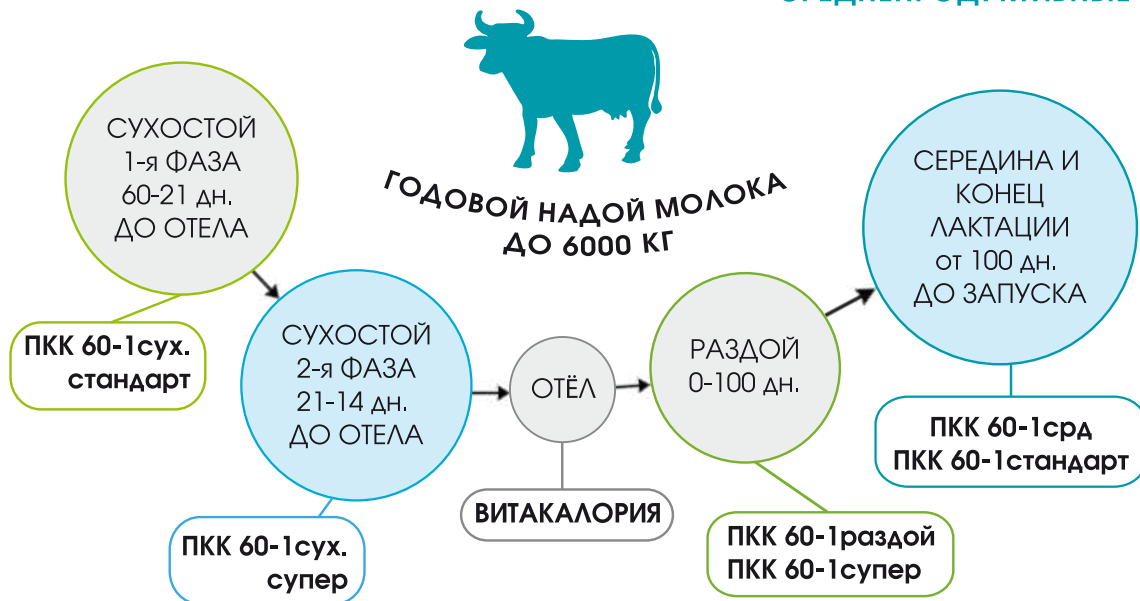 СУХОСТОЙ
1-я ФАЗА
60-21 дн.
ДО ОТЕЛА
ПКК 60-1сух.
стандарт
ГОДОВОЙ НАДОЙ МОЛОКА
ДО 6000 КГ
СУХОСТОЙ
2-я ФАЗА
21-14 дн.
ДО ОТЕЛА
ПКК 60-1сух.
супер
ОТЁЛ
ВИТАКАЛОРИЯ
РАЗДОЙ
0-100 дн.
ПКК 60-1раздой
ПКК 60-1супер
СЕРЕДИНА И
КОНЕЦ
ЛАКТАЦИИ
от 100 дн.
ДО ЗАПУСКА
ПКК 60-1срд
ПКК 60-1стандарт